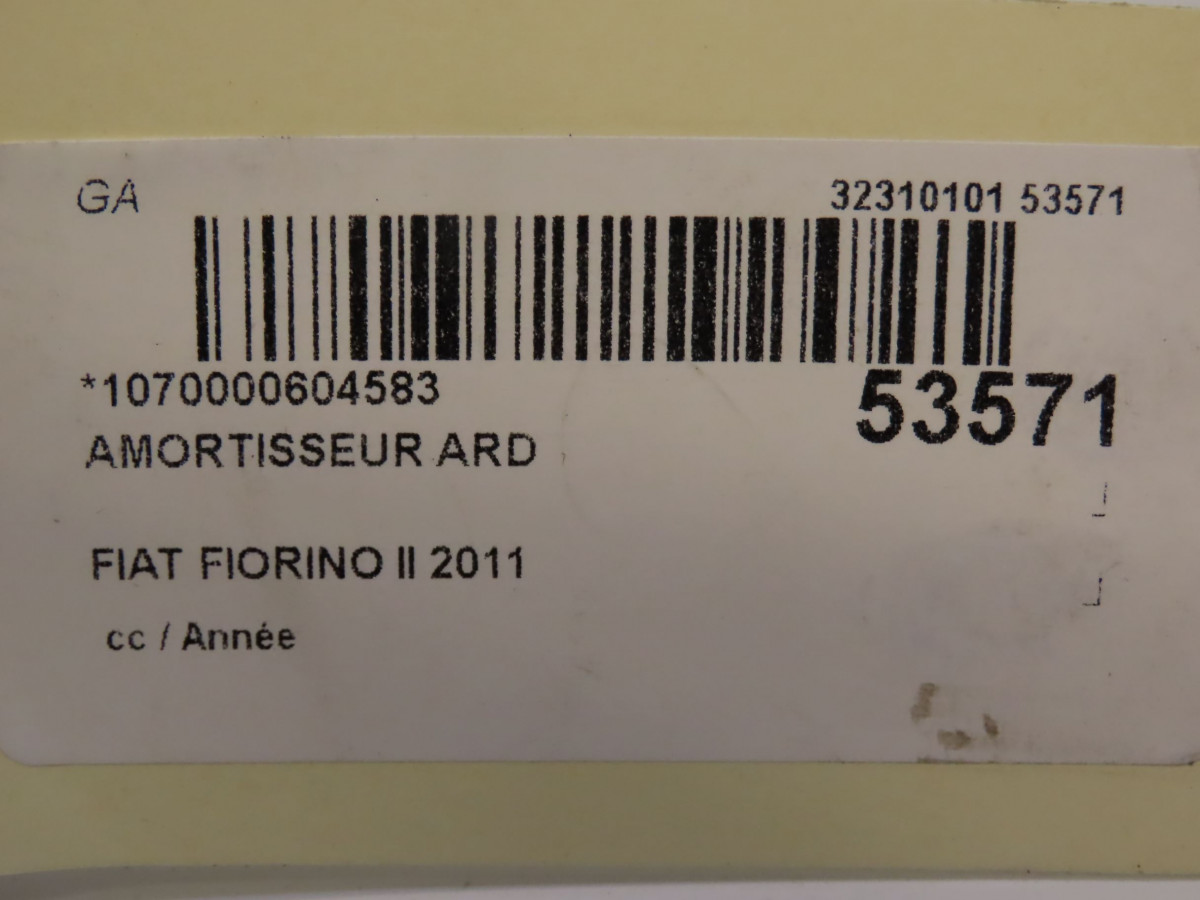 GA
32310101 53571
*1070000604583
53571
AMORTISSEUR ARD
FIAT FIORINO II 2011
cc / Année